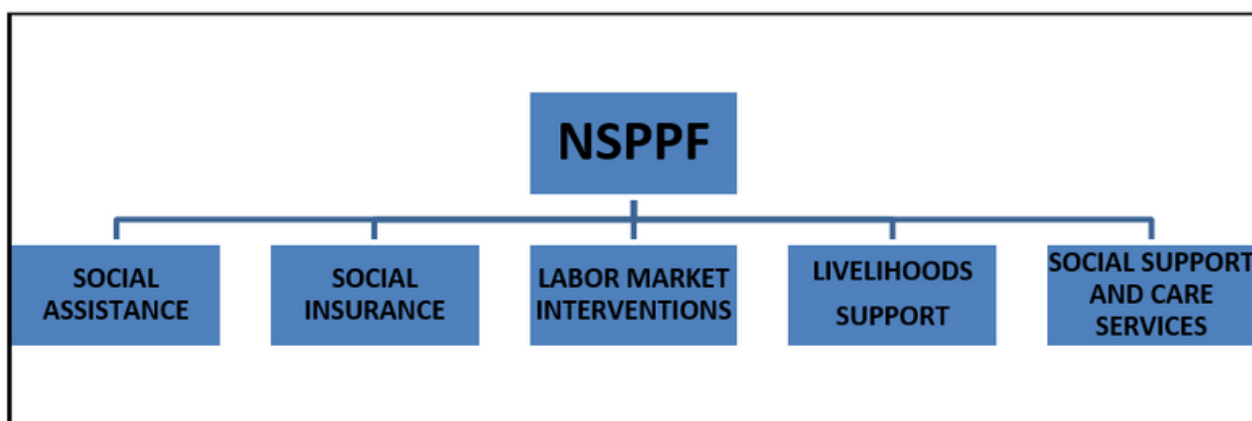 NSPPF
SOCIAL
ASSISTANCE
SOCIAL
INSURANCE
LABOR MARKET
INTERVENTIONS
LIVELIHOODS
SUPPORT
SOCIAL SUPPORT
AND CARE
SERVICES